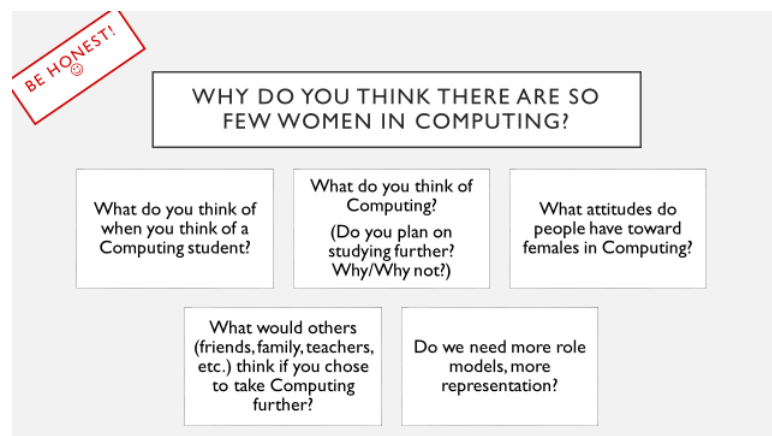 BE HONEST!
☺
WHY DO YOU THINK THERE ARE SO
FEW WOMEN IN COMPUTING?
What do you think of
when you think of a
Computing student?
What do you think of
Computing?
(Do you plan on
studying further?
Why/Why not?)
What attitudes do
people have toward
females in Computing?
What would others
(friends, family, teachers,
etc.) think if you chose
to take Computing
further?
Do we need more role
models, more
representation?